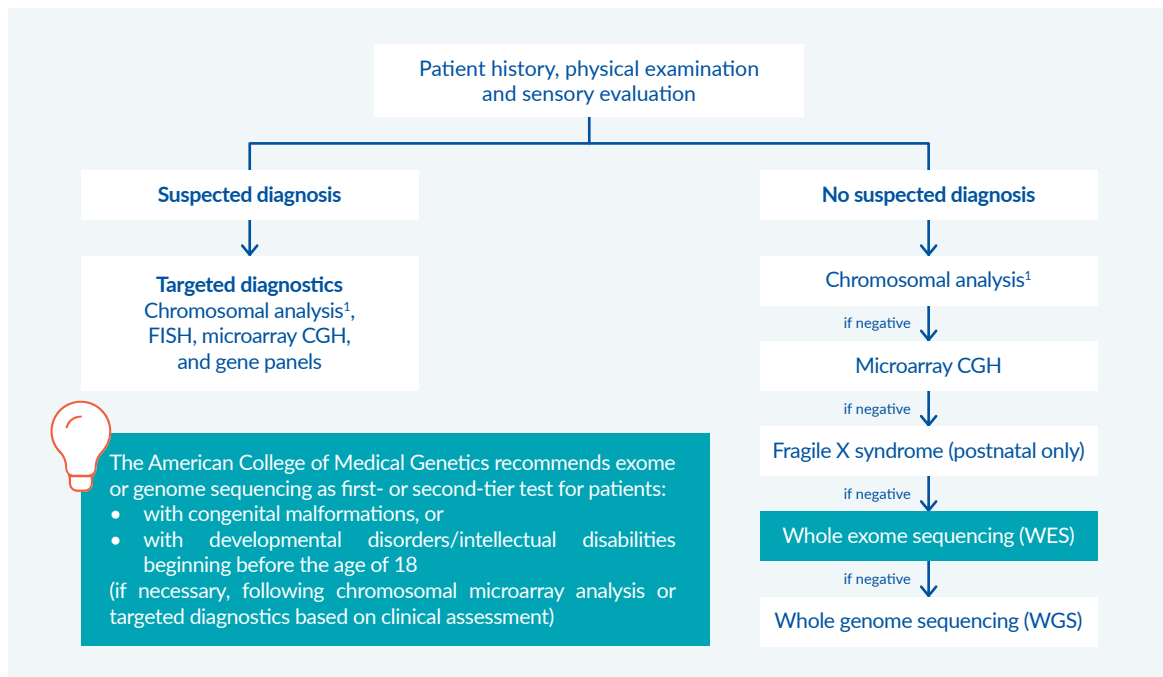 Patient history, physical examination
and sensory evaluation
Suspected diagnosis
Targeted diagnostics
Chromosomal analysis¹,
FISH, microarray CGH,
and gene panels
No suspected diagnosis
Chromosomal analysis¹
if negative
Microarray CGH
if negative
Fragile X syndrome (postnatal only)
if negative
Whole exome sequencing (WES)
if negative
Whole genome sequencing (WGS)
The American College of Medical Genetics recommends exome
or genome sequencing as first- or second-tier test for patients:
• with congenital malformations, or
• with developmental disorders/intellectual disabilities
beginning before the age of 18
(if necessary, following chromosomal microarray analysis or
targeted diagnostics based on clinical assessment)